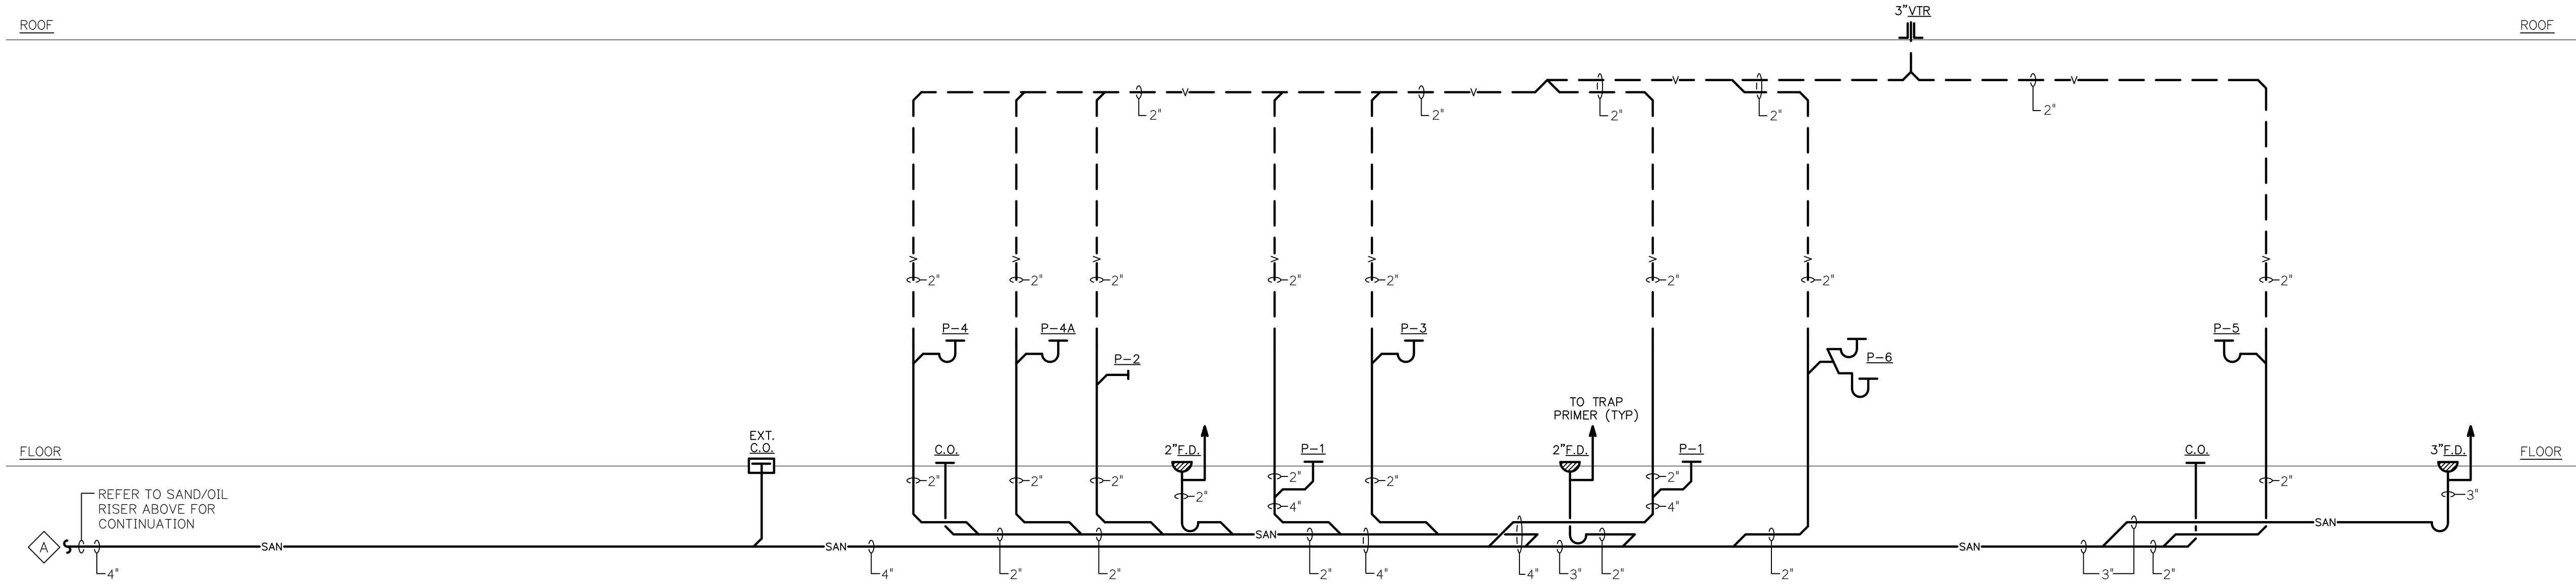 3"VTR
ROOF
ROOF
V
V
V
V
2"
2"
2"
2"
2"
V
V
V
V
V
V
V
V
2"
2"
2"
2"
2"
2"
2"
2"
P-4
P-4A
P-2
P-3
P-6
P-5
TO TRAP
PRIMER (TYP)
EXT.
C.O.
C.O.
2"F.D.
P-1
2"F.D.
P-1
C.O.
3"F.D.
FLOOR
FLOOR
2"
2"
2"
2"
2"
2"
4"
2"
2"
4"
2"
3"
REFER TO SAND/OIL
RISER ABOVE FOR
CONTINUATION
A
SAN
SAN
SAN
SAN
SAN
4"
4"
2"
2"
2"
4"
4"
3"
2"
2"
3"
2"